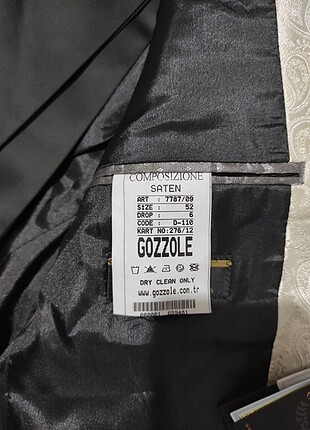 COMPOSIZIONE
SATEN
ART : 7787/09
SIZE : 52
DROP : 6
CODE : D-110
KART NO:276/12
GOZZOLE
DRY CLEAN ONLY
www.gozzole.com.tr